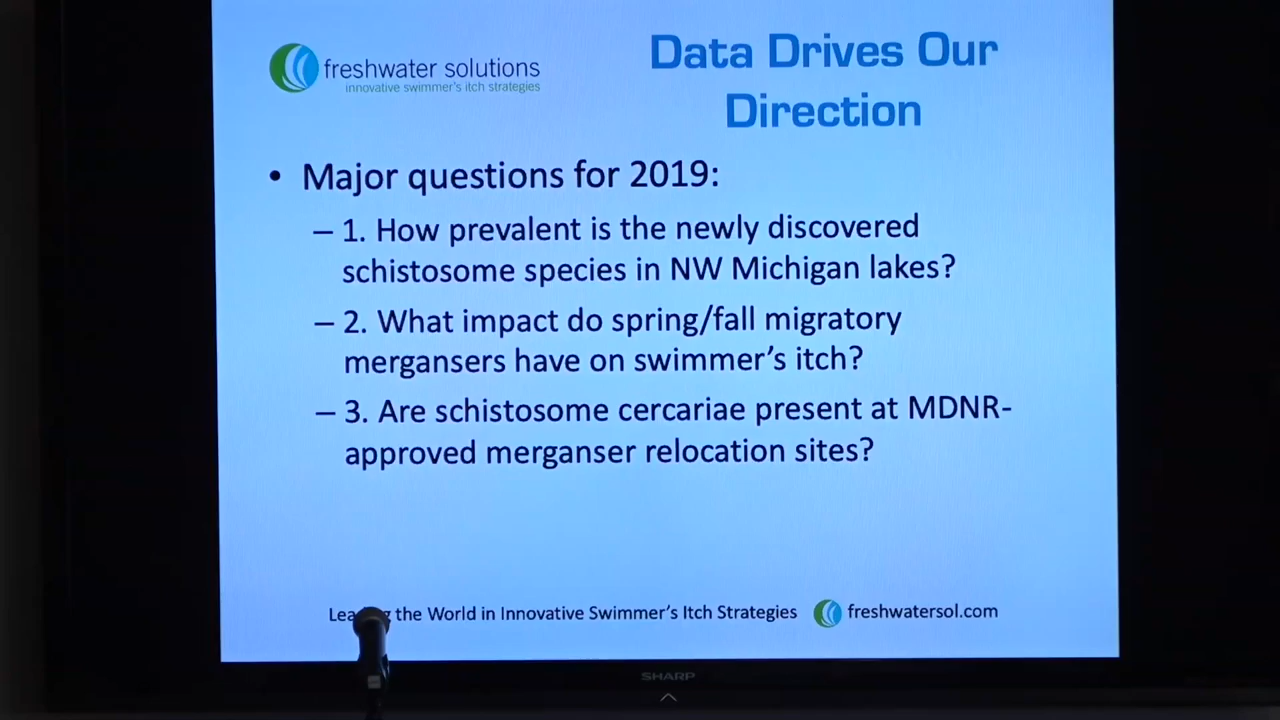 freshwater solutions
innovative swimmer's itch strategies
Data Drives Our
Direction
• Major questions for 2019:
– 1. How prevalent is the newly discovered
schistosome species in NW Michigan lakes?
– 2. What impact do spring/fall migratory
mergansers have on swimmer's itch?
– 3. Are schistosome cercariae present at MDNR-
approved merganser relocation sites?
the World in Innovative Swimmer's Itch Strategies
freshwatersol.com
SHARP